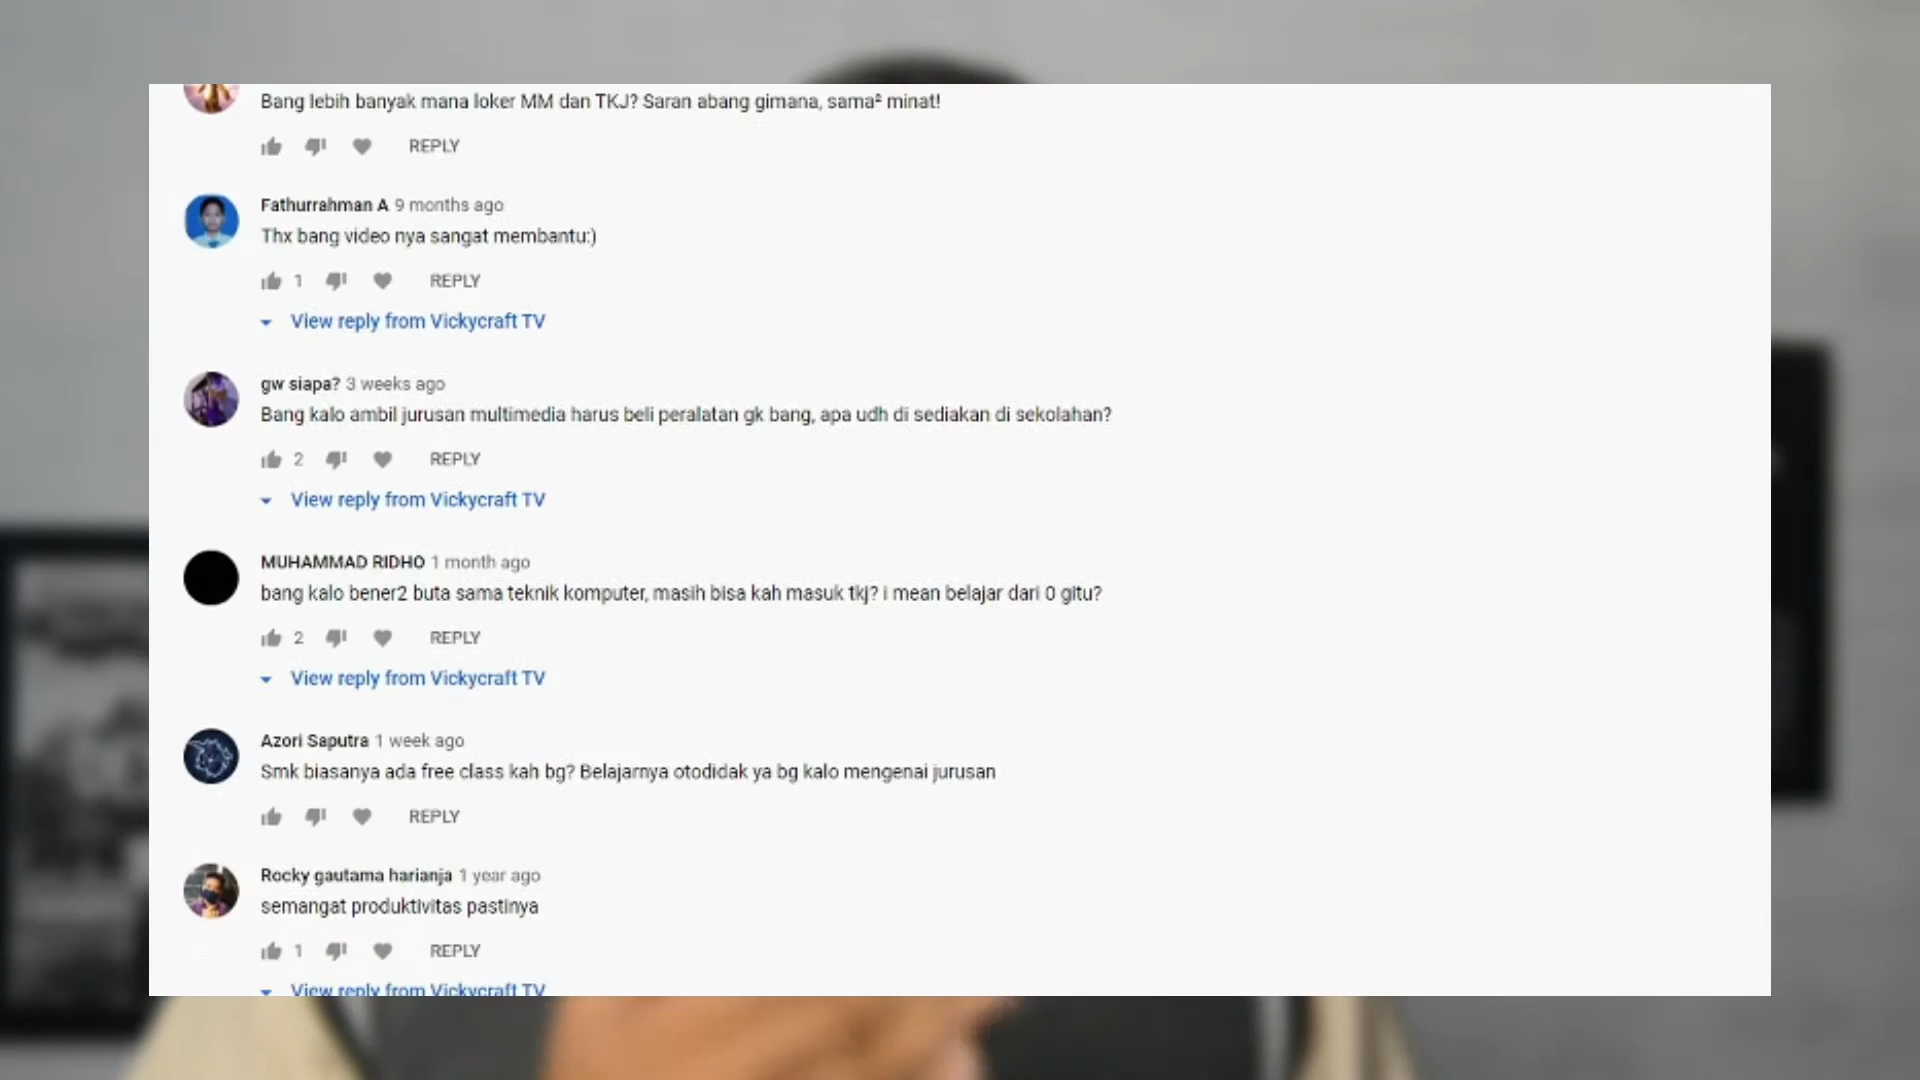 Bang lebih banyak mana loker MM dan TKJ? Saran abang gimana, sama² minat!
REPLY
Fathurrahman A 9 months ago
Thx bang video nya sangat membantu:)
1 REPLY
View reply from Vickycraft TV
gw siapa? 3 weeks ago
Bang kalo ambil jurusan multimedia harus beli peralatan gk bang, apa udh di sediakan di sekolahan?
2 REPLY
View reply from Vickycraft TV
MUHAMMAD RIDHO 1 month ago
bang kalo bener2 buta sama teknik komputer, masih bisa kah masuk tkj? i mean belajar dari 0 gitu?
2 REPLY
View reply from Vickycraft TV
Azori Saputra 1 week ago
Smk biasanya ada free class kah bg? Belajarnya otodidak ya bg kalo mengenai jurusan
REPLY
Rocky gautama harianja 1 year ago
semangat produktivitas pastinya
1 REPLY
View reply from Vickycraft TV